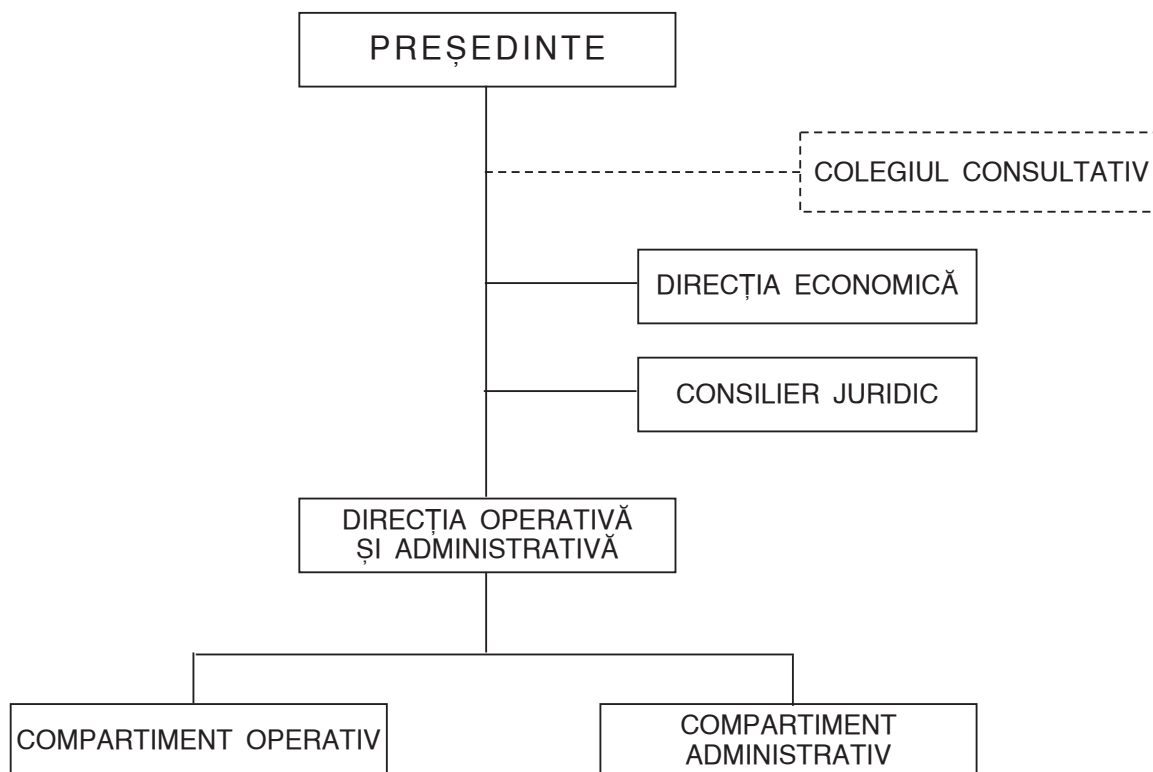 PREȘEDINTE
COLEGIUL CONSULTATIV
DIRECȚIA ECONOMICĂ
CONSILIER JURIDIC
DIRECȚIA OPERATIVĂ
ȘI ADMINISTRATIVĂ
COMPARTIMENT OPERATIV
COMPARTIMENT
ADMINISTRATIV